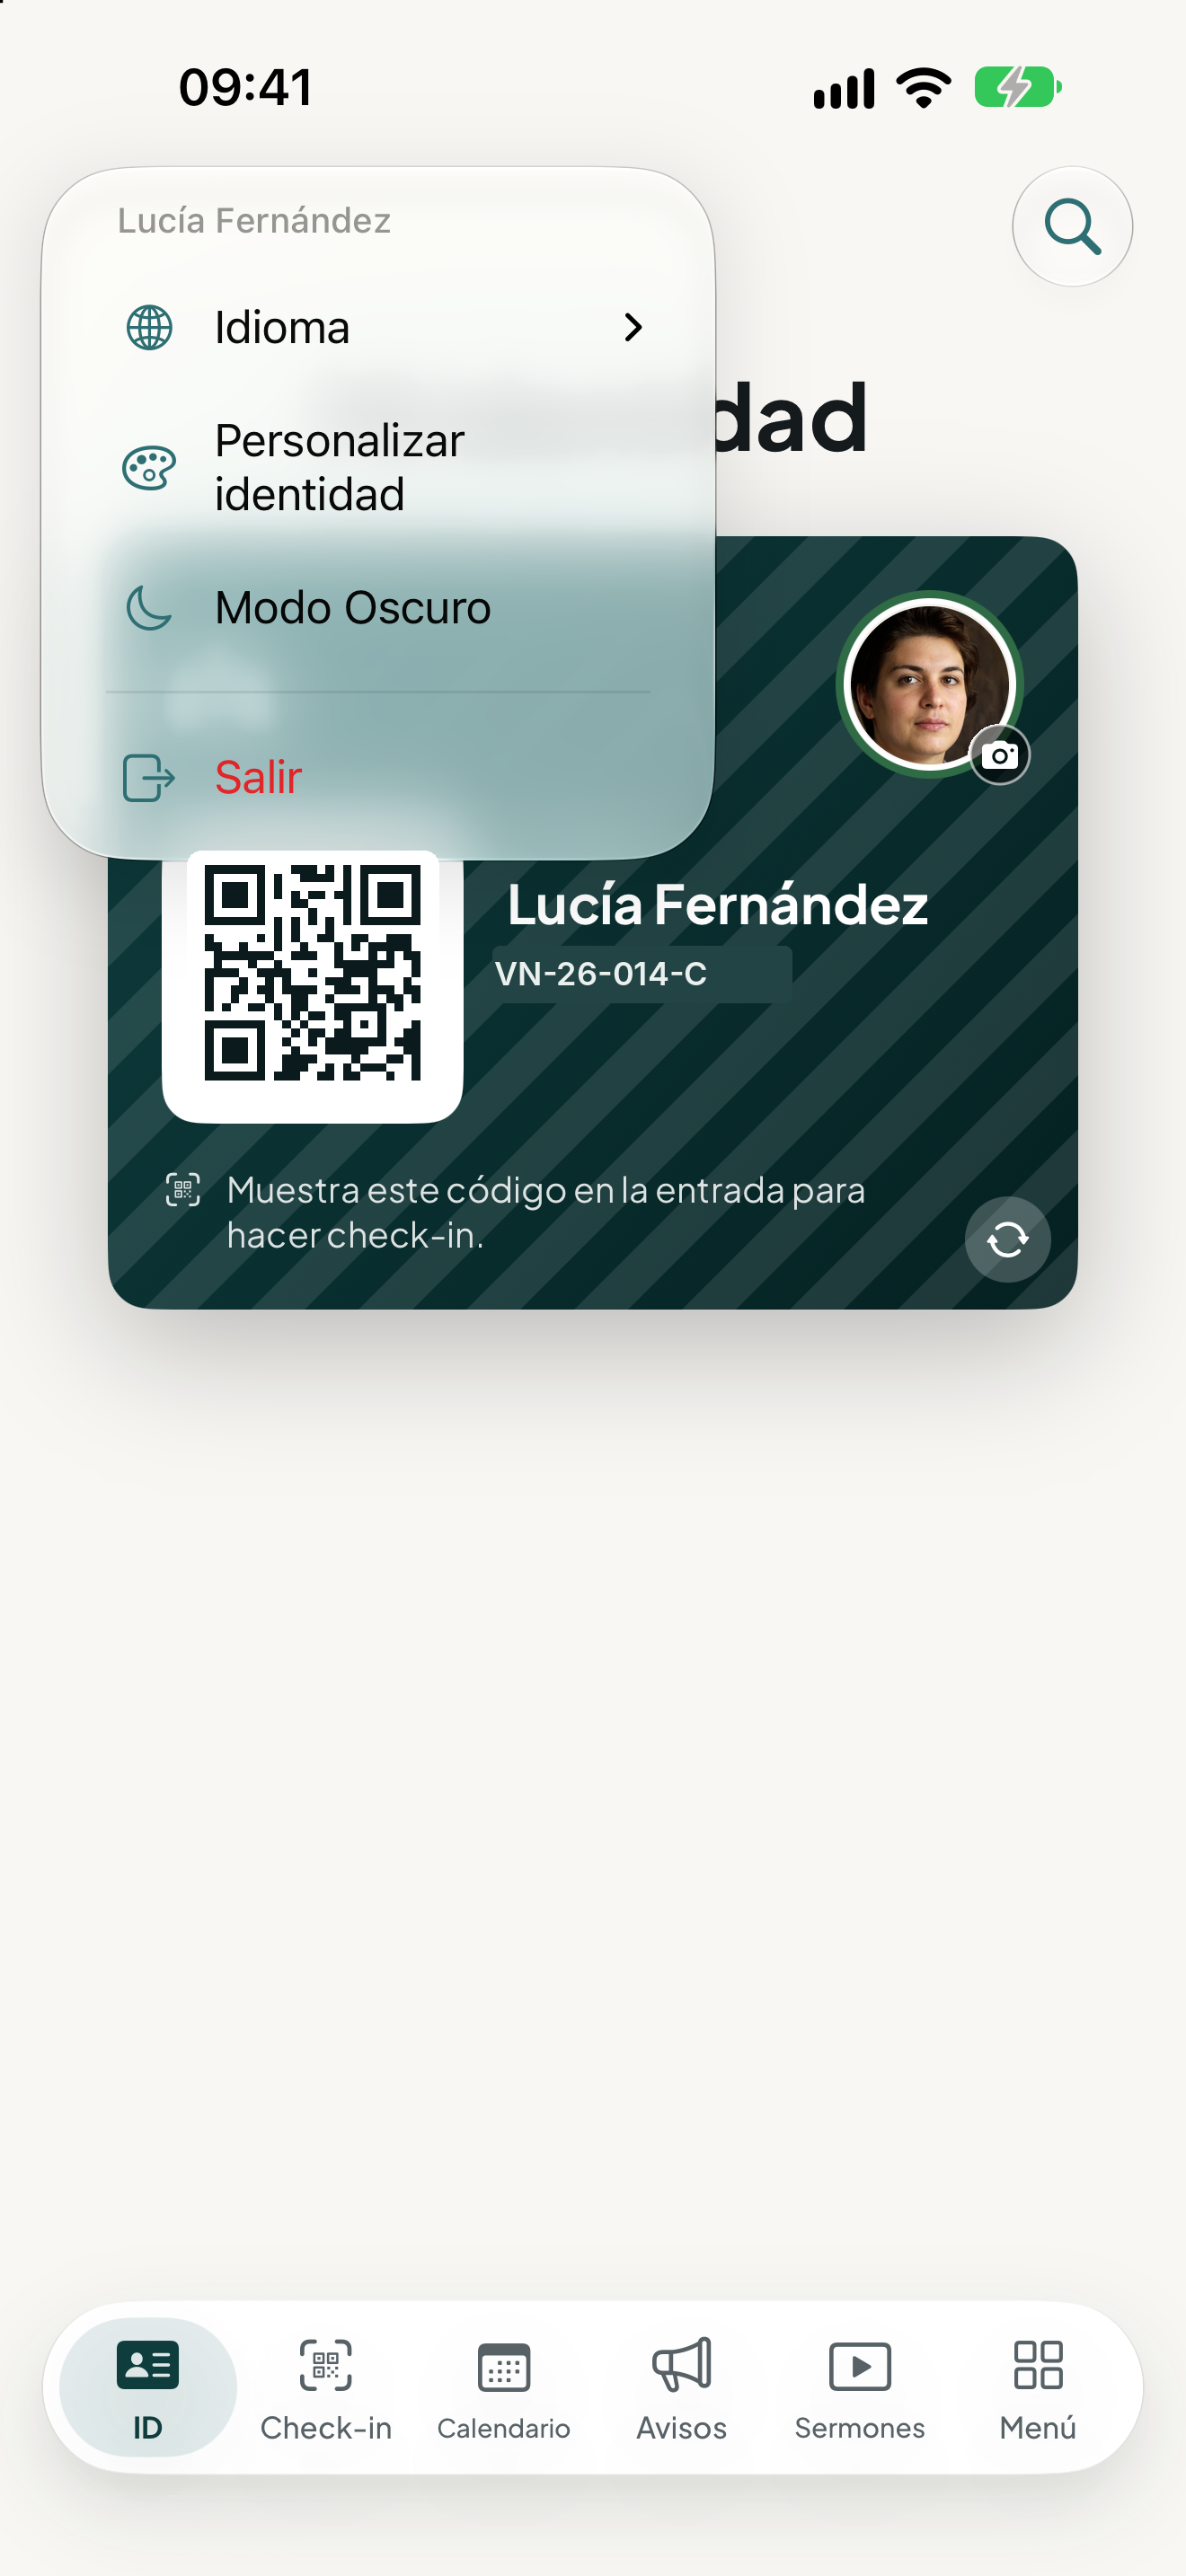 09:41
Lucía Fernández
Idioma
dad
Personalizar
identidad
Modo Oscuro
Salir
Lucía Fernández
VN-26-014-C
Muestra este código en la entrada para
hacer check-in.
ID
Check-in
Calendario
Avisos
Sermones
Menú